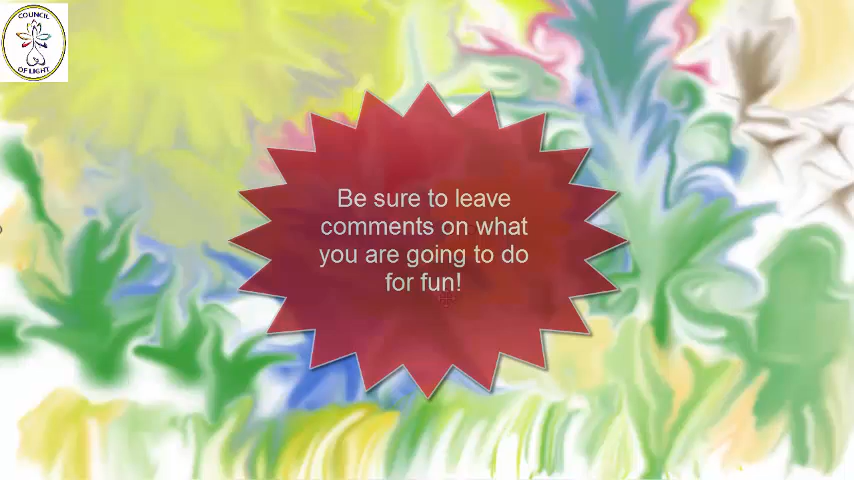 COUNCIL
OF LIGHT
Be sure to leave
comments on what
you are going to do
for fun!